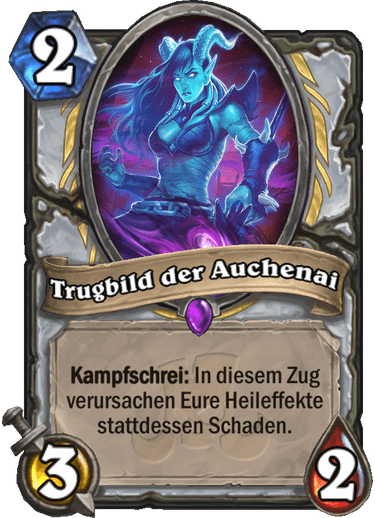 2
Trugbild der Auchenai
Kampfschrei: In diesem Zug
verursachen Eure Heileffekte
stattdessen Schaden.
3
2